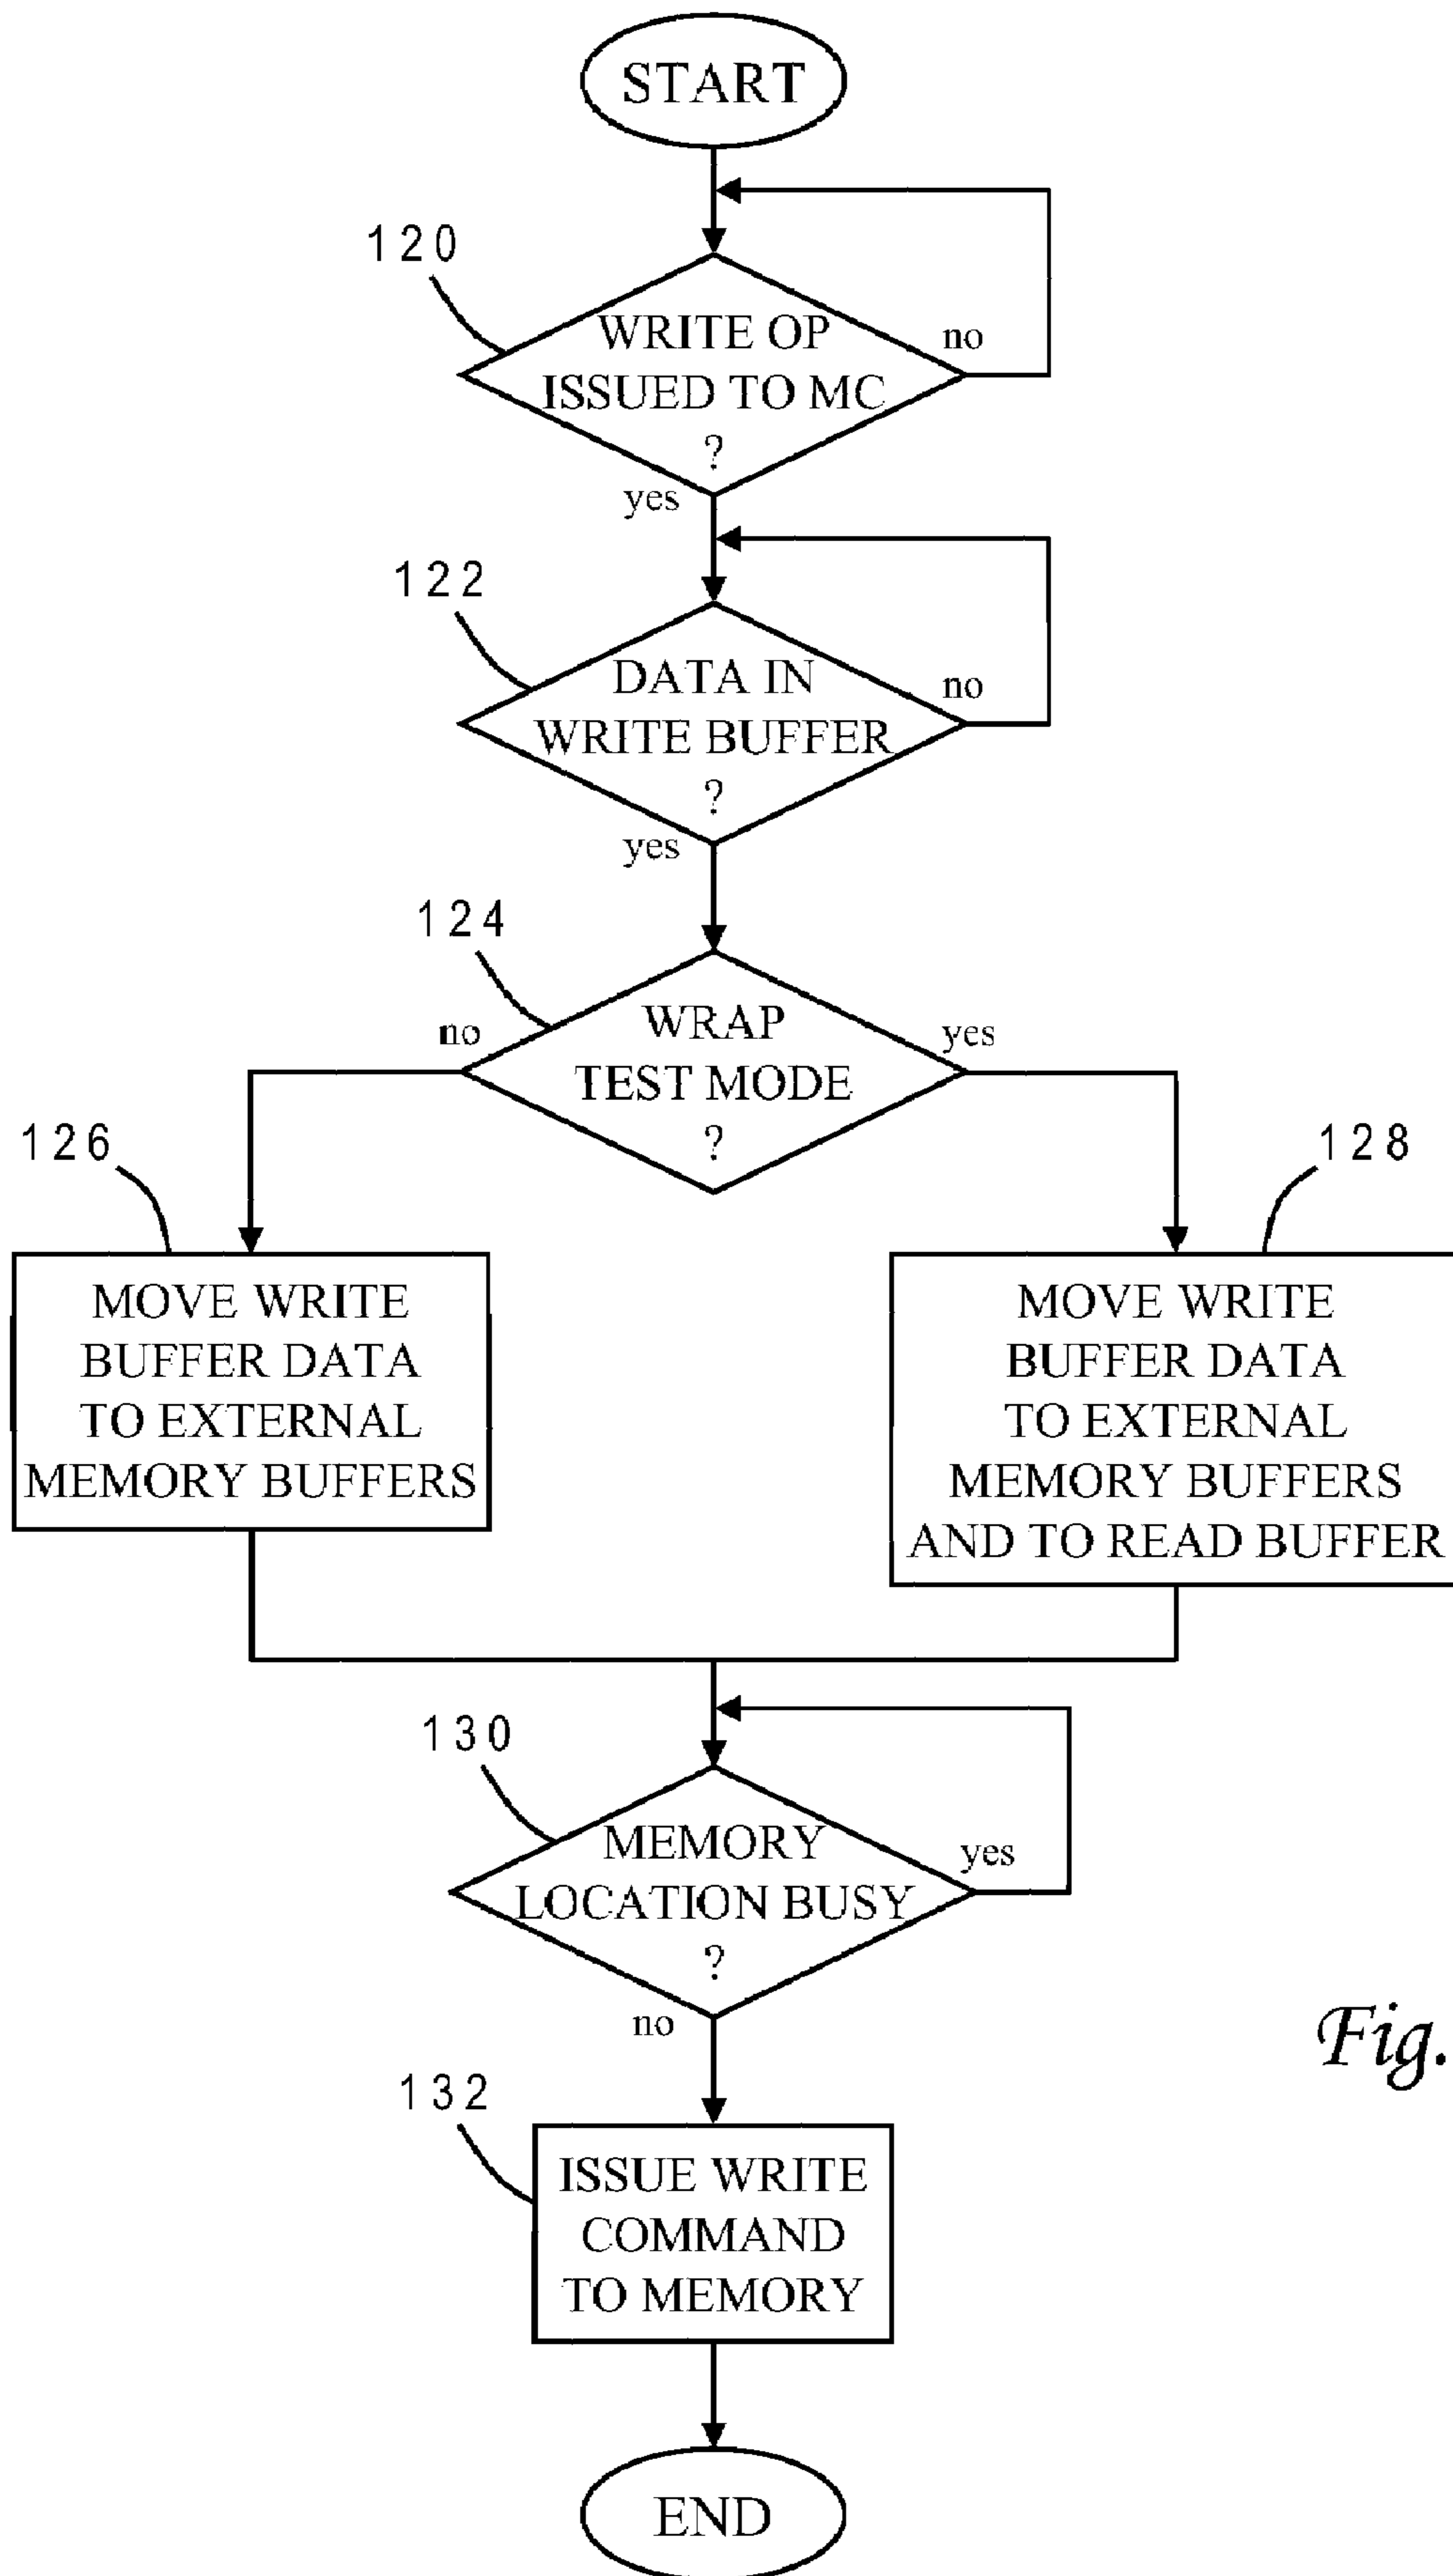 START
120
WRITE OP
no
ISSUED TO MC
?
yes
122
DATA IN
no
WRITE BUFFER
?
yes
124
no
WRAP
yes
TEST MODE
?
126
128
MOVE WRITE
BUFFER DATA
TO EXTERNAL
MEMORY BUFFERS
MOVE WRITE
BUFFER DATA
TO EXTERNAL
MEMORY BUFFERS
AND TO READ BUFFER
130
MEMORY
yes
LOCATION BUSY
?
no
Fig.
132
ISSUE WRITE
COMMAND
TO MEMORY
END